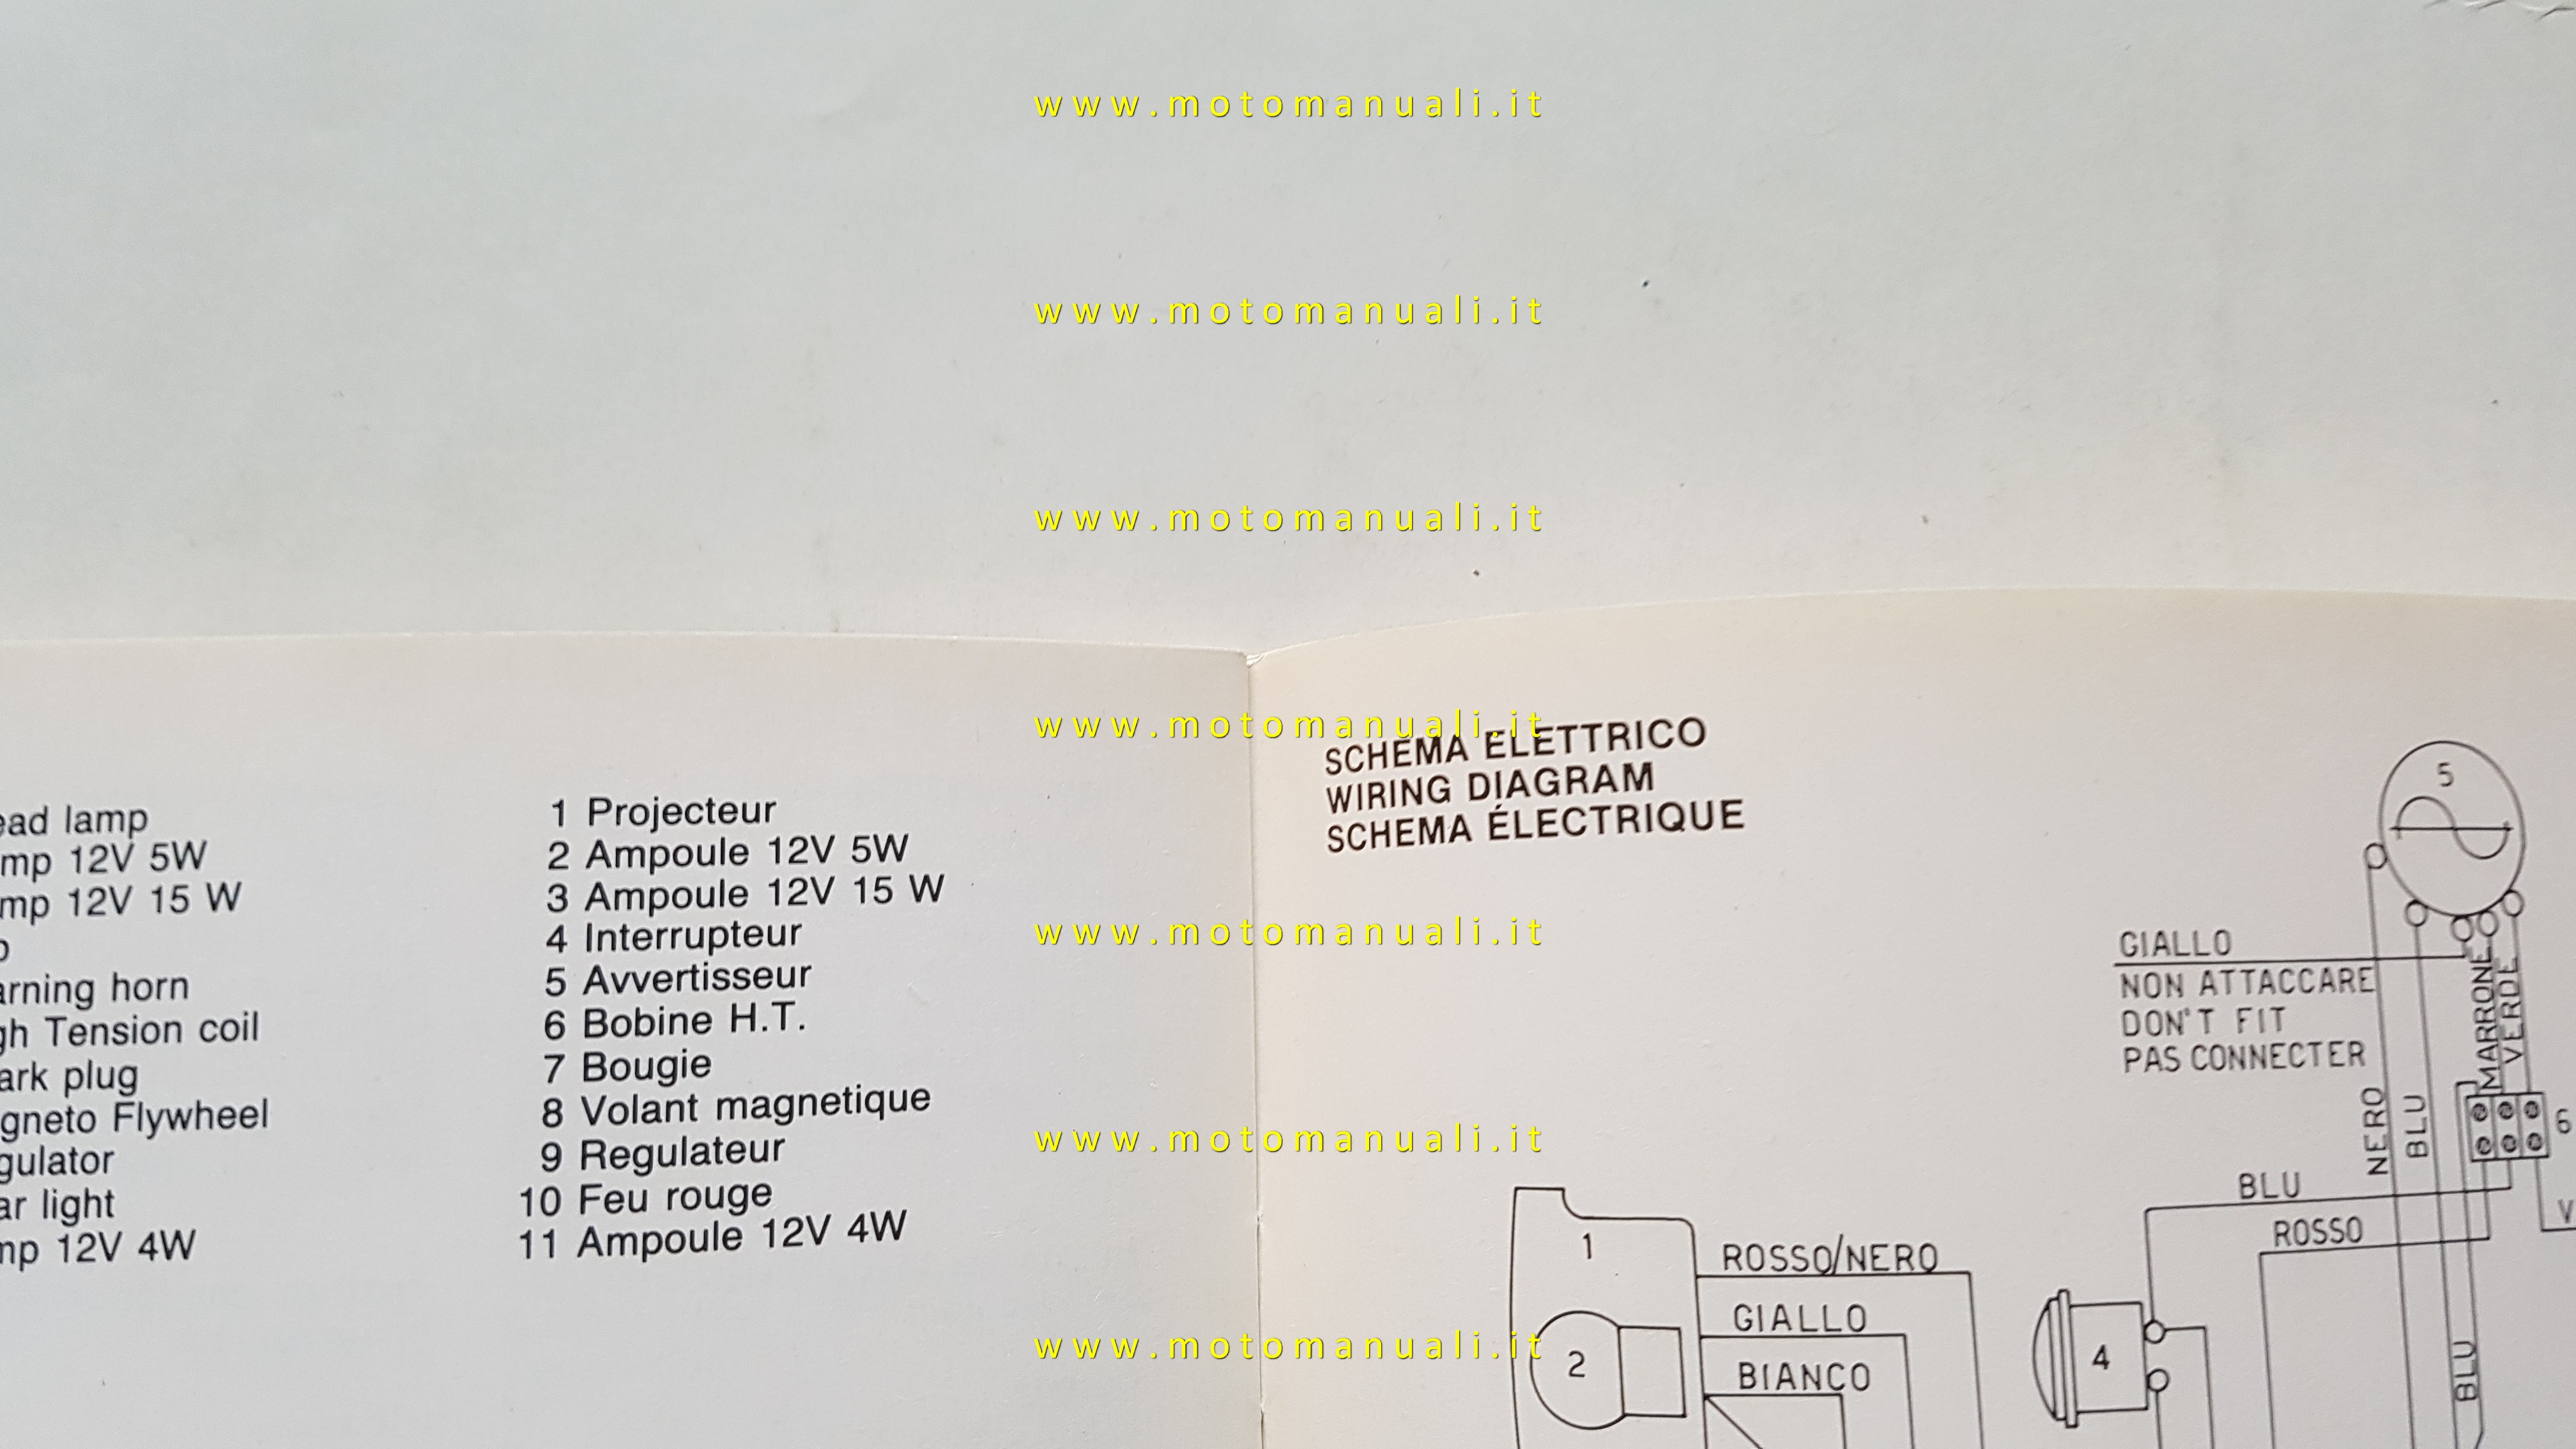 www.motomanuali.it
www.motomanuali.it
www.motomanuali.it
www.motomanuali.it
www.motomanuali.it
www.motomanuali.it
www.motomanuali.it
ead lamp
mp 12V 5W
mp 12V 15 W
p
arning horn
gh Tension coil
ark plug
gneto Flywheel
gulator
ar light
mp 12V 4W
1 Projecteur
2 Ampoule 12V 5W
3 Ampoule 12V 15 W
4 Interrupteur
5 Avvertisseur
6 Bobine H.T.
7 Bougie
8 Volant magnetique
9 Regulateur
10 Feu rouge
11 Ampoule 12V 4W
SCHEMA ELETTRICO
WIRING DIAGRAM
SCHEMA ÉLECTRIQUE
5
GIALLO
NON ATTACCARE
DON'T FIT
PAS CONNECTER
NERO
BLU
MARRONE
VERDE
6
BLU
ROSSO
V
1
ROSSO/NERO
GIALLO
2
BIANCO
4
BLU